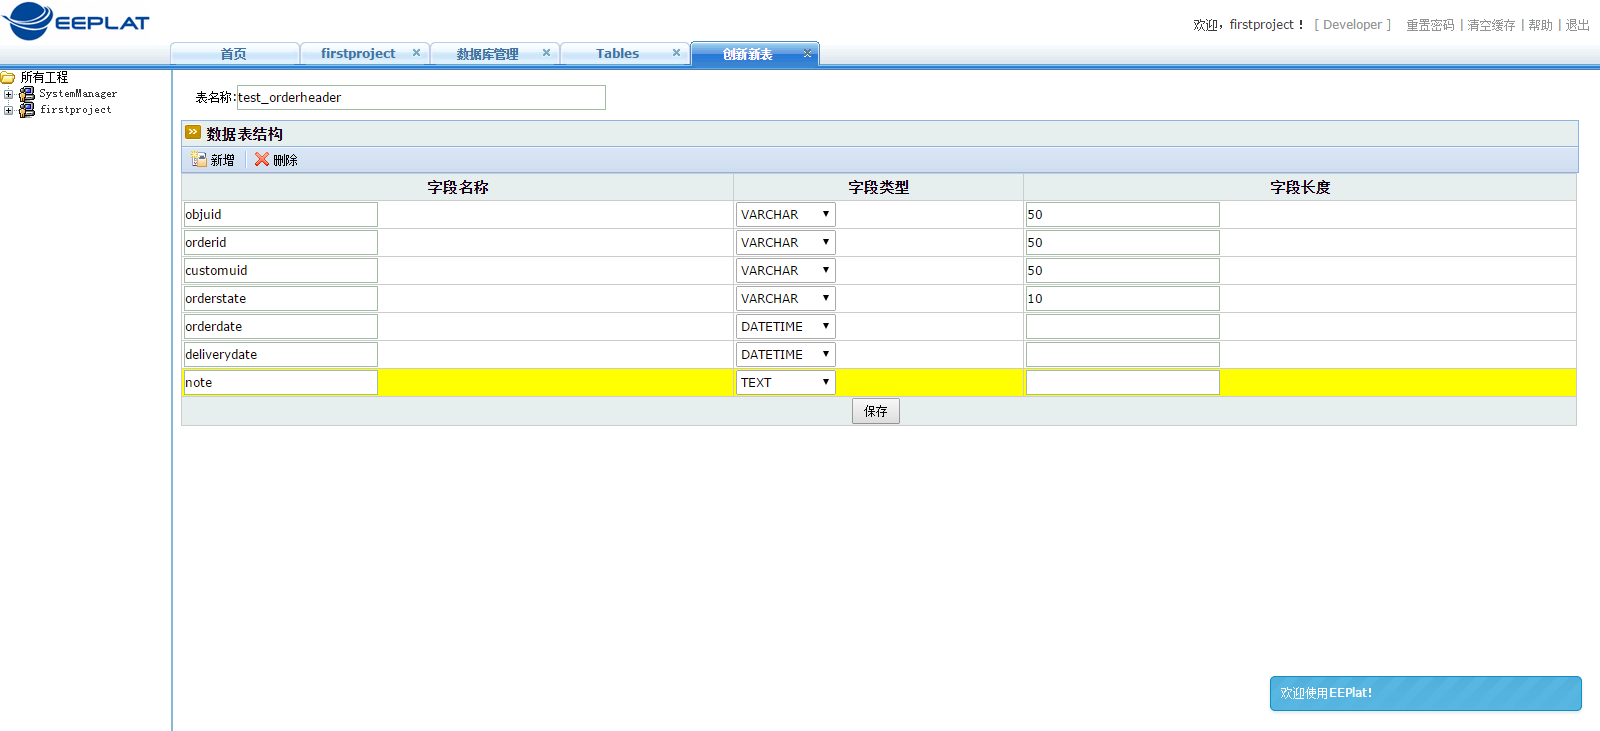 EEPLAT
欢迎，firstproject！ [ Developer ] 重置密码 | 清空缓存 | 帮助 | 退出
首页 firstproject × 数据库管理 × Tables × 创新新表 ×
所有工程
SystemManager
firstproject
表名称:test_orderheader
数据表结构
新增 删除
字段名称 字段类型 字段长度
objuid VARCHAR 50
orderid VARCHAR 50
customuid VARCHAR 50
orderstate VARCHAR 10
orderdate DATETIME
deliverydate DATETIME
note TEXT
保存
欢迎使用EEPlat!